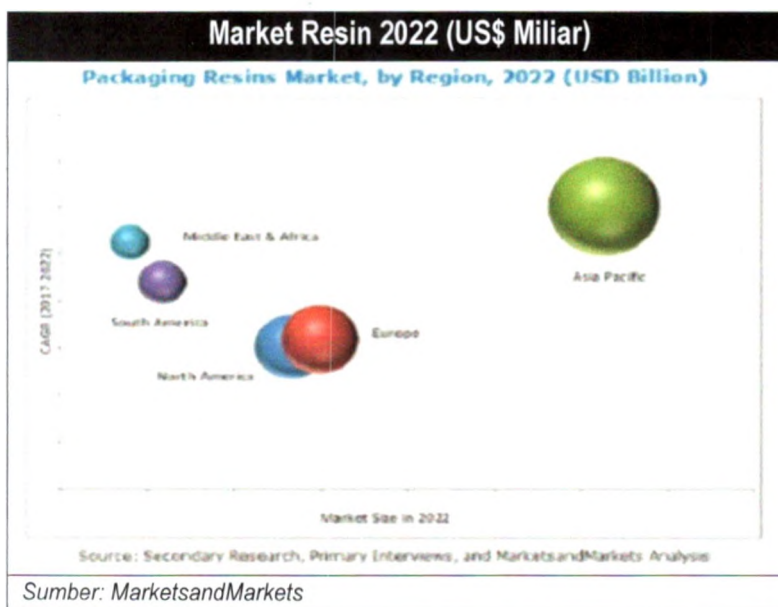 Market Resin 2022 (US$ Miliar)
Packaging Resins Market, by Region, 2022 (USD Billion)
Middle East & Africa
Asia Pacific
South America
Europe
North America
CAGR (2017-2022)
Market Size in 2022
Source: Secondary Research, Primary Interviews, and MarketsandMarkets Analysis
Sumber: MarketsandMarkets